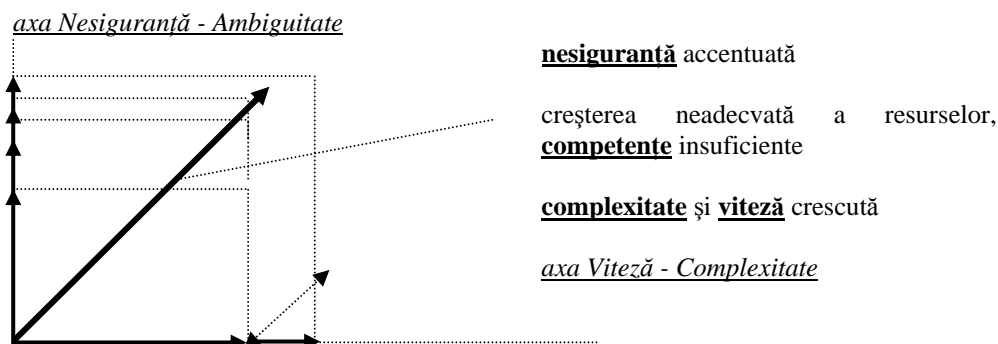 axa Nesiguranţă - Ambiguitate
nesiguranţă accentuată
creşterea neadecvată a resurselor,
competenţe insuficiente
complexitate şi viteză crescută
axa Viteză - Complexitate